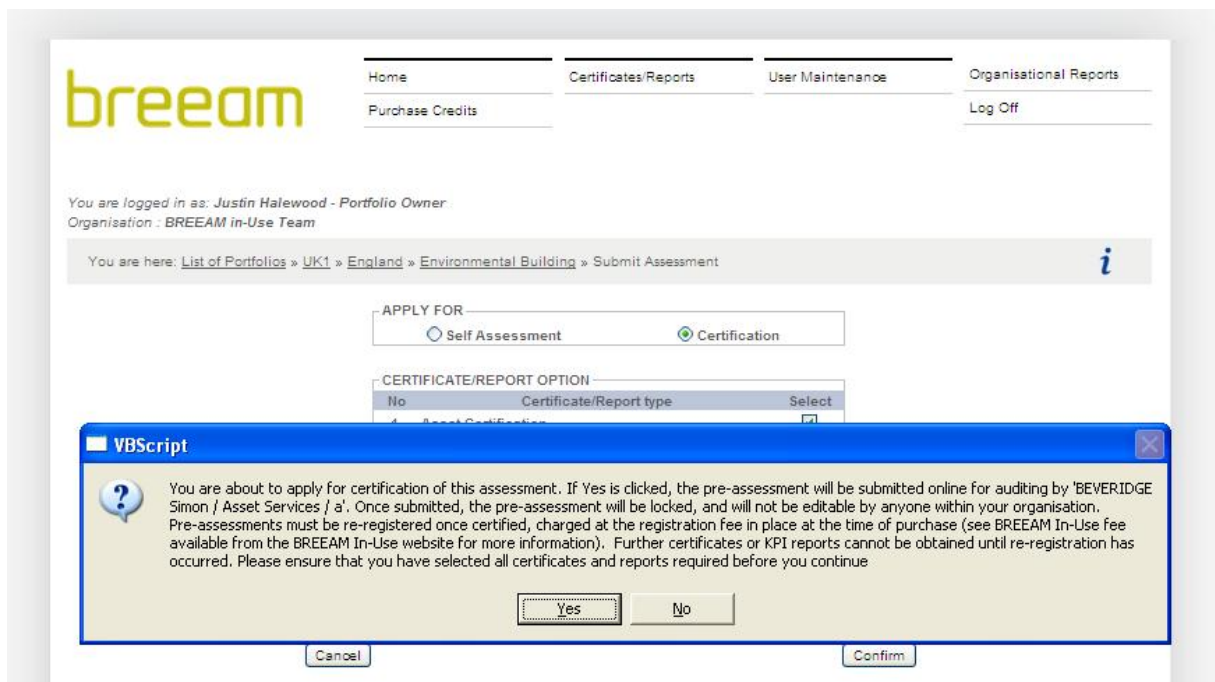 breeam
Home Certificates/Reports User Maintenance Organisational Reports
Purchase Credits Log Off
You are logged in as: Justin Halewood - Portfolio Owner
Organisation : BREEAM in-Use Team
You are here: List of Portfolios » UK1 » England » Environmental Building » Submit Assessment i
APPLY FOR
Self Assessment Certification
CERTIFICATE/REPORT OPTION
No Certificate/Report type Select
Asset Certification
VBScript
You are about to apply for certification of this assessment. If Yes is clicked, the pre-assessment will be submitted online for auditing by 'BEVERIDGE
Simon / Asset Services / a'. Once submitted, the pre-assessment will be locked, and will not be editable by anyone within your organisation.
Pre-assessments must be re-registered once certified, charged at the registration fee in place at the time of purchase (see BREEAM In-Use fee
available from the BREEAM In-Use website for more information). Further certificates or KPI reports cannot be obtained until re-registration has
occurred. Please ensure that you have selected all certificates and reports required before you continue
Yes No
Cancel Confirm